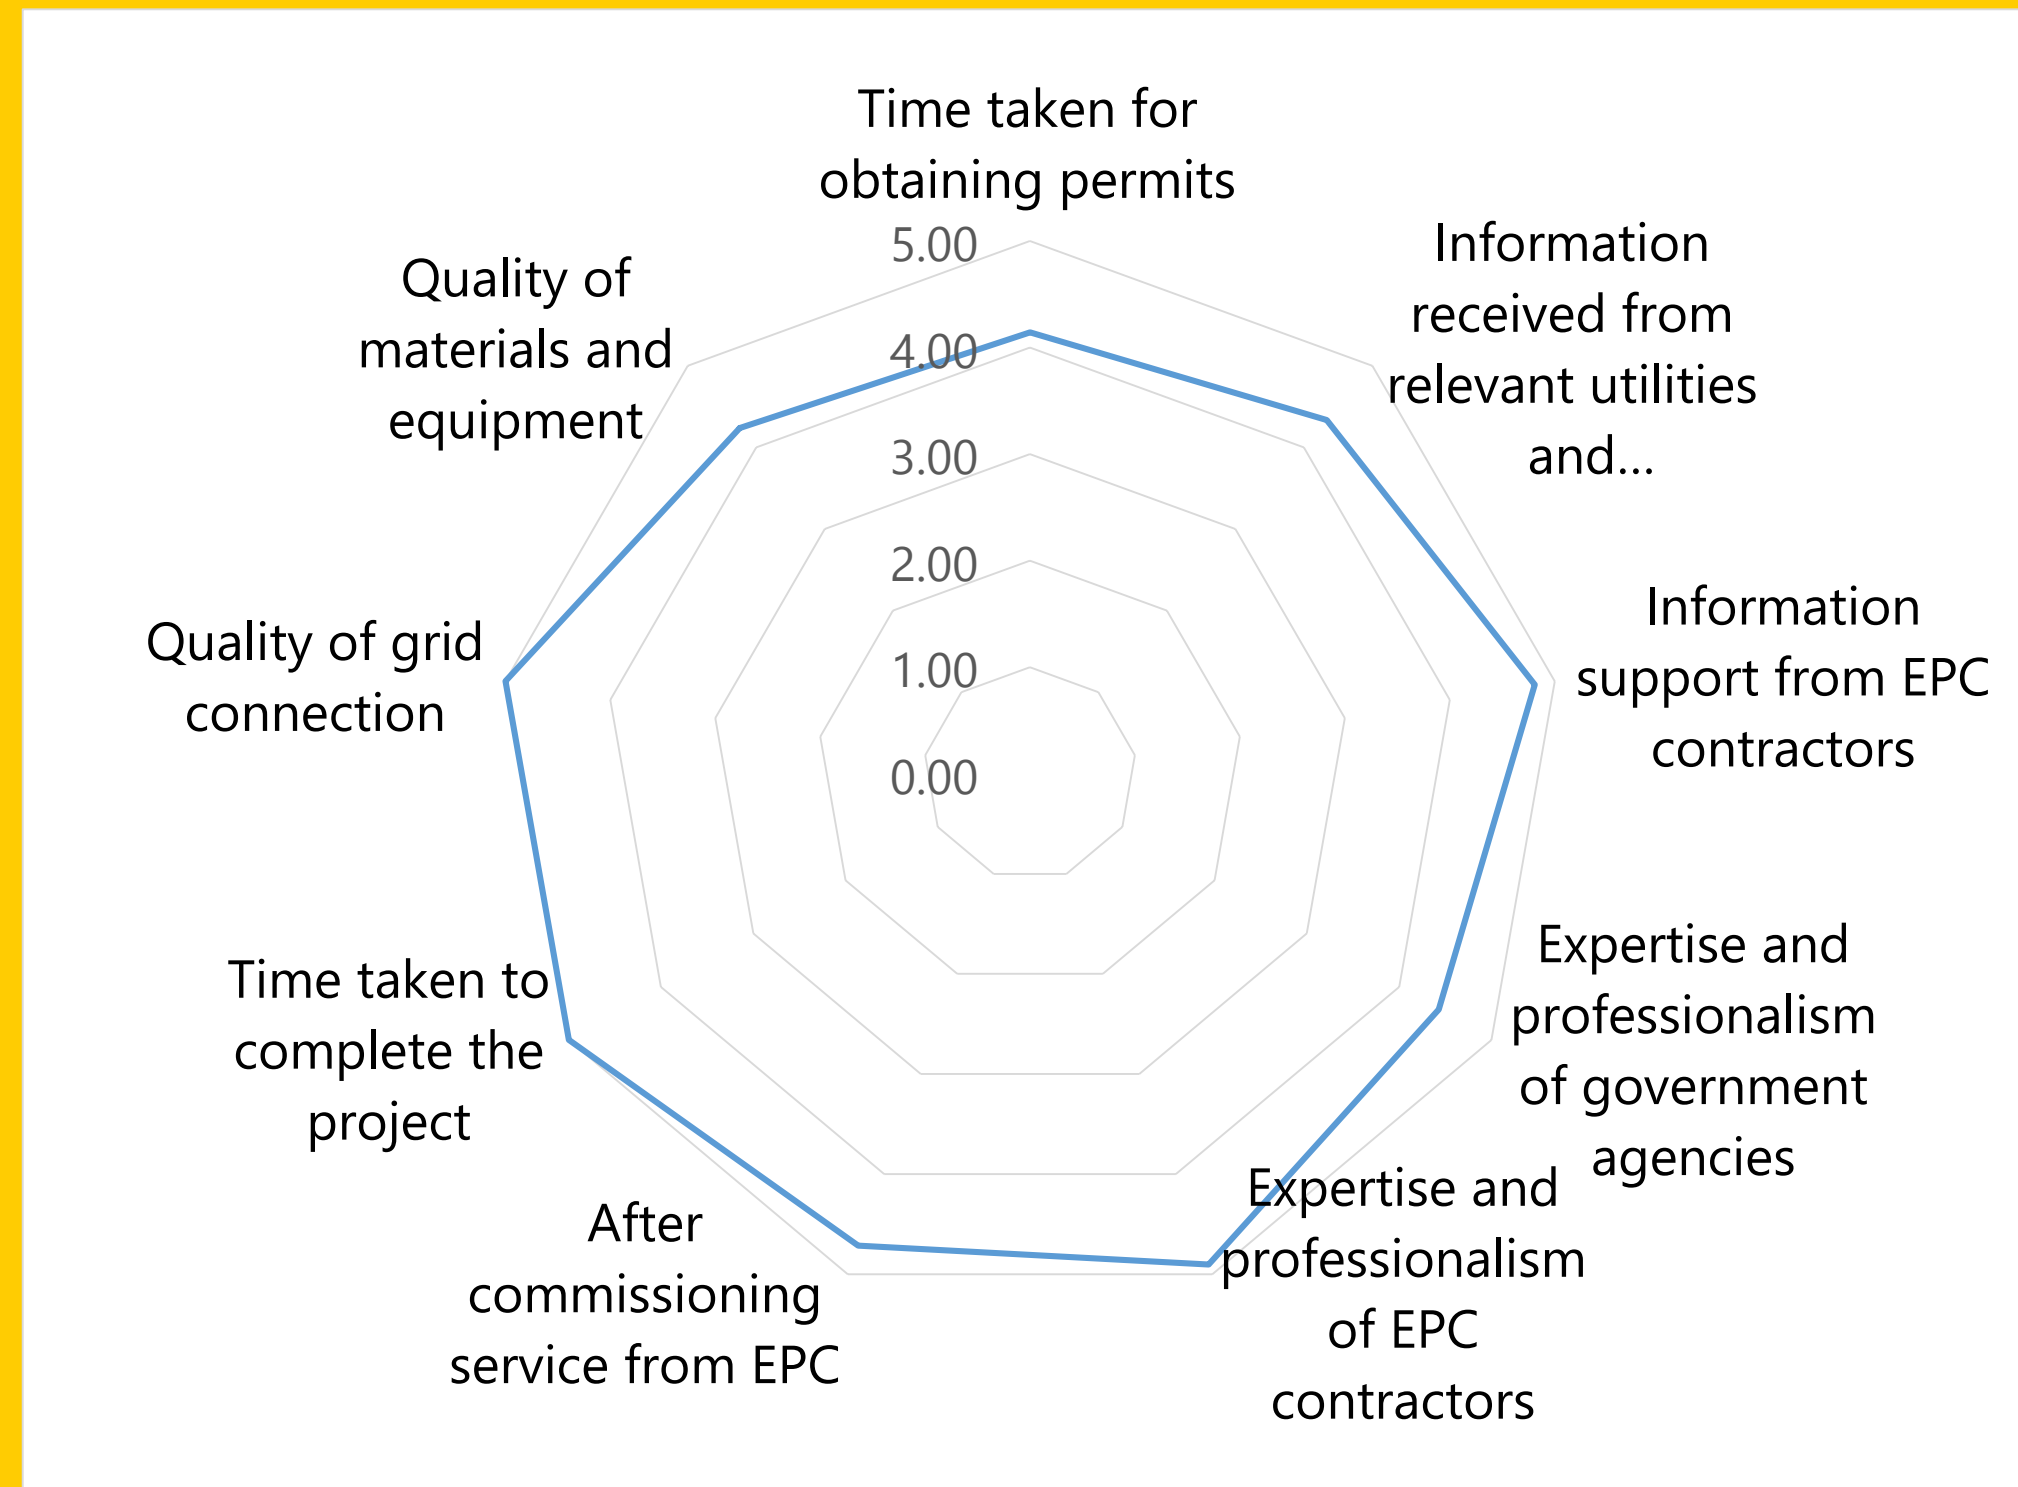 Time taken for
obtaining permits
Information
received from
relevant utilities
and...
Information
support from EPC
contractors
Expertise and
professionalism
of government
agencies
Expertise and
professionalism
of EPC
contractors
After
commissioning
service from EPC
Time taken to
complete the
project
Quality of grid
connection
Quality of
materials and
equipment
5.00
4.00
3.00
2.00
1.00
0.00